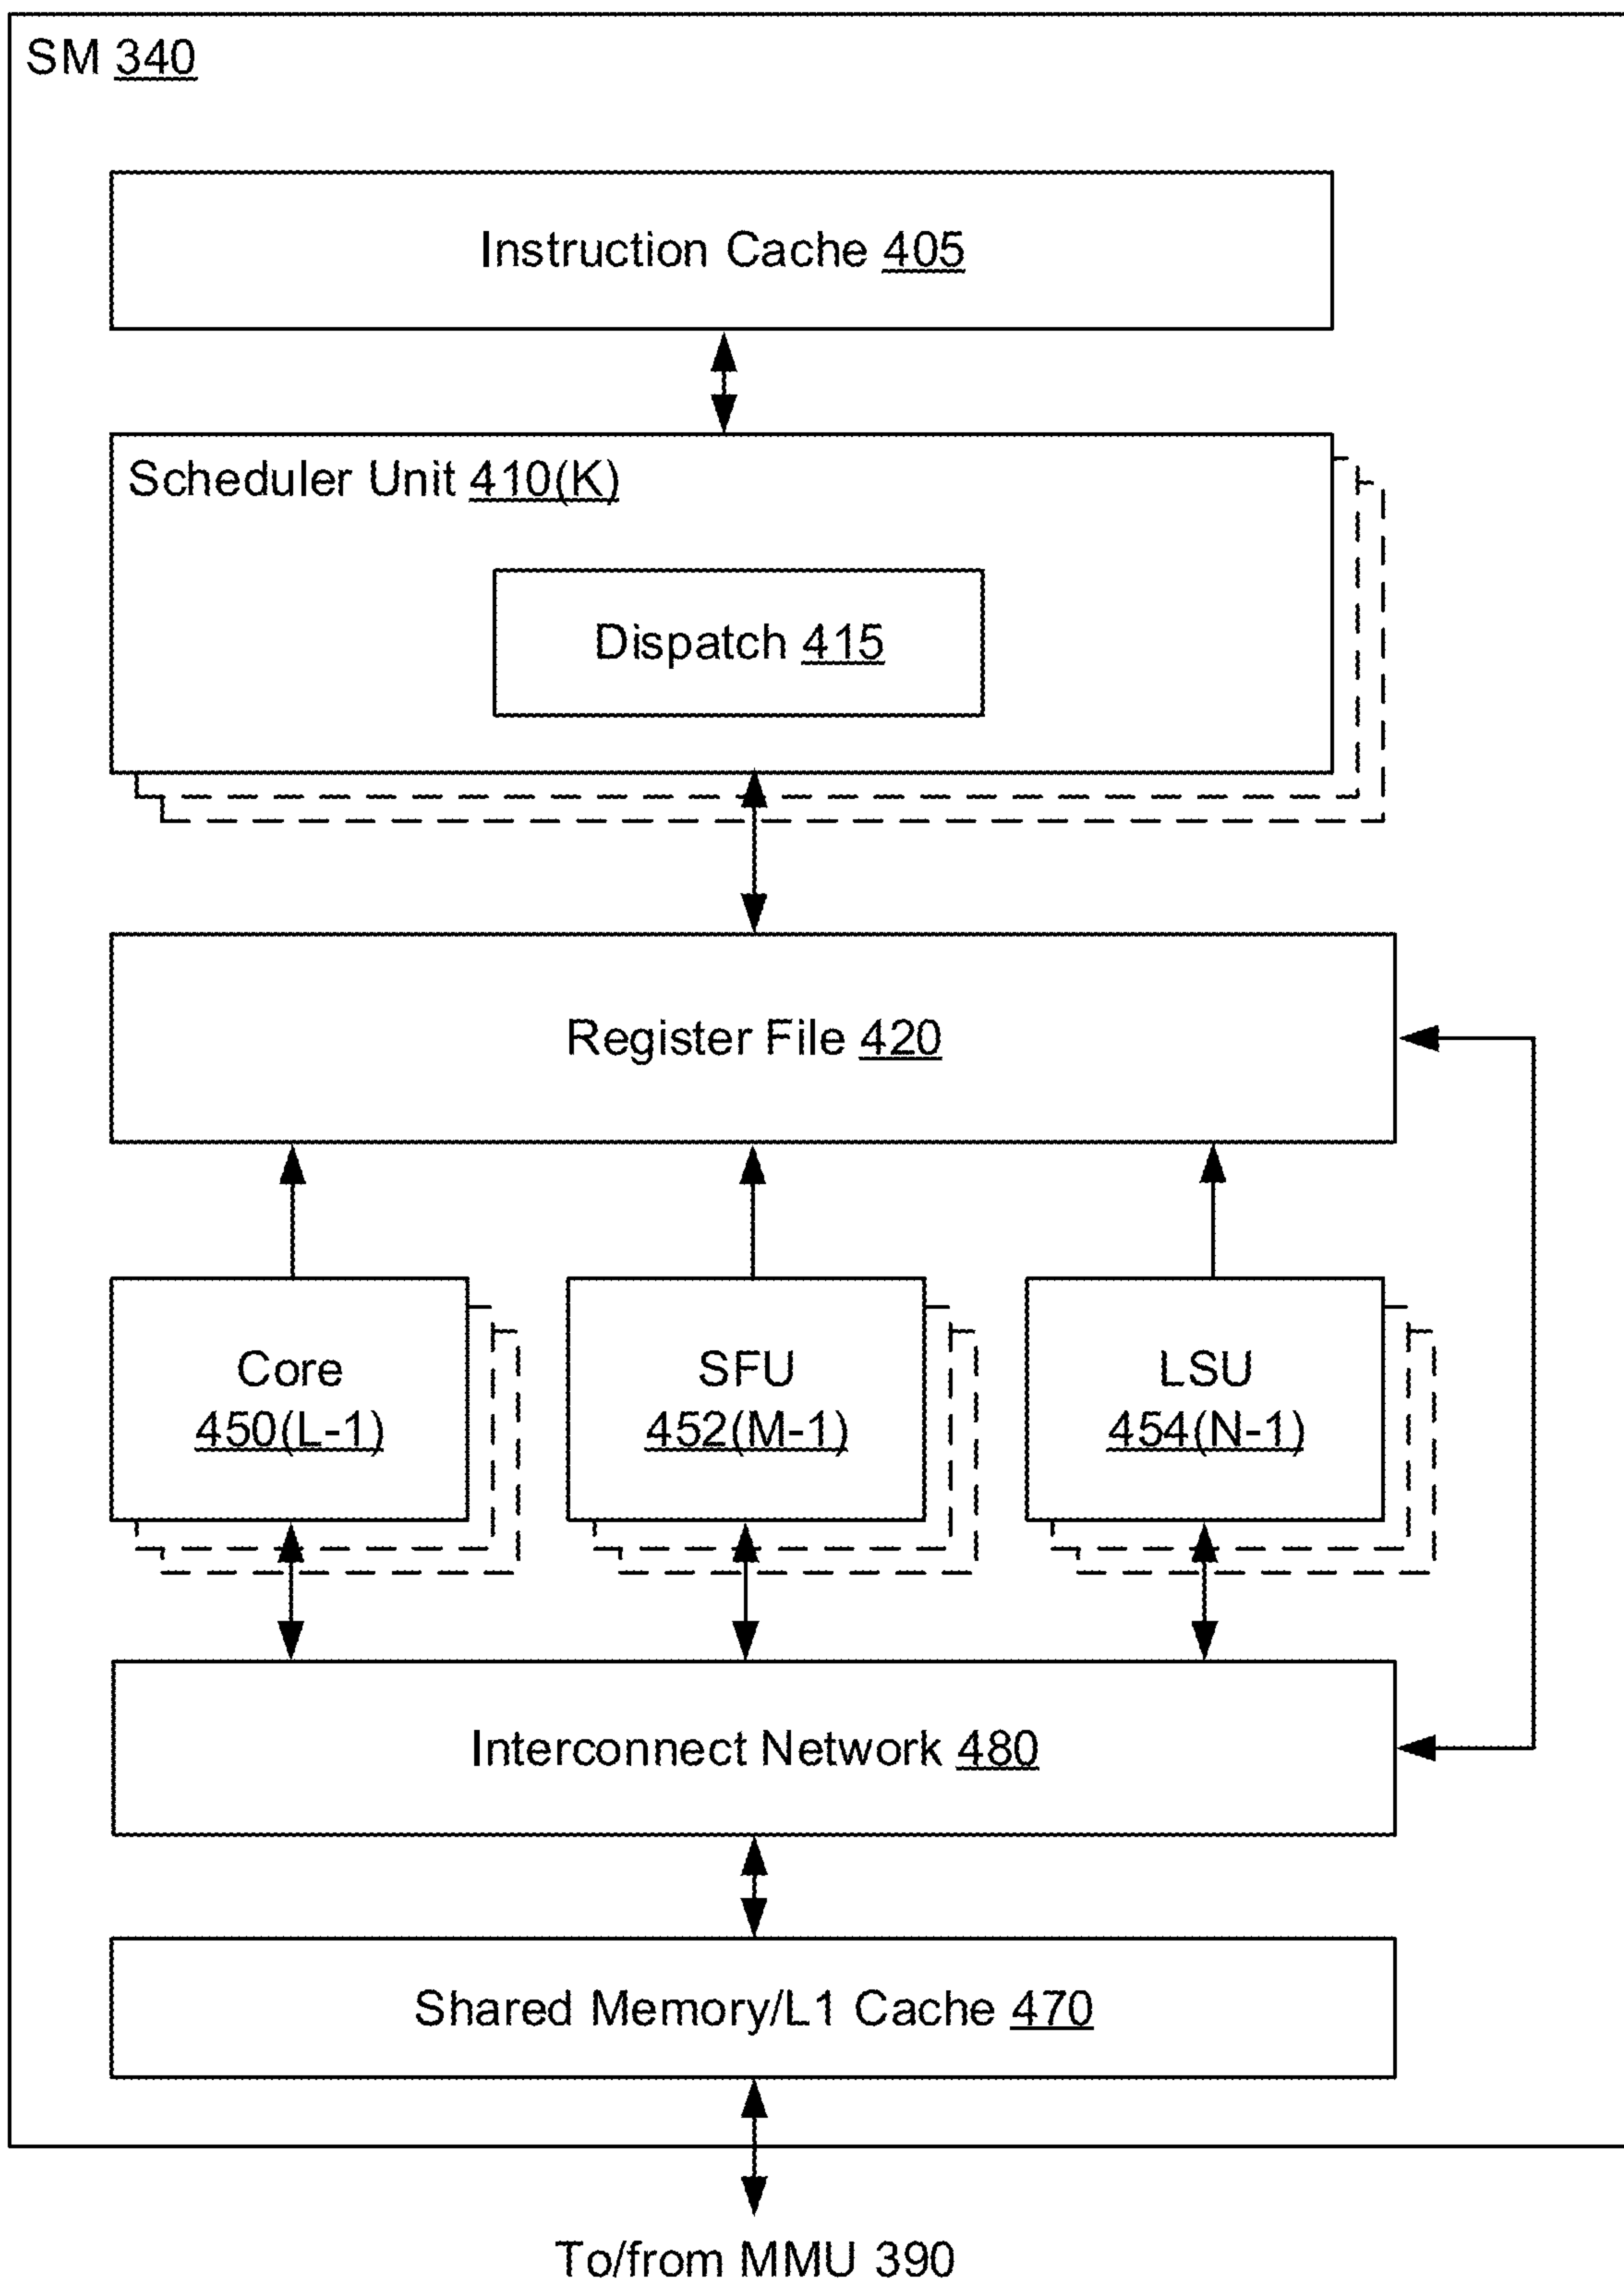 SM 340
Instruction Cache 405
Scheduler Unit 410(K)
Dispatch 415
Register File 420
Core
450(L-1)
SFU
452(M-1)
LSU
454(N-1)
Interconnect Network 480
Shared Memory/L1 Cache 470
To/from MMU 390